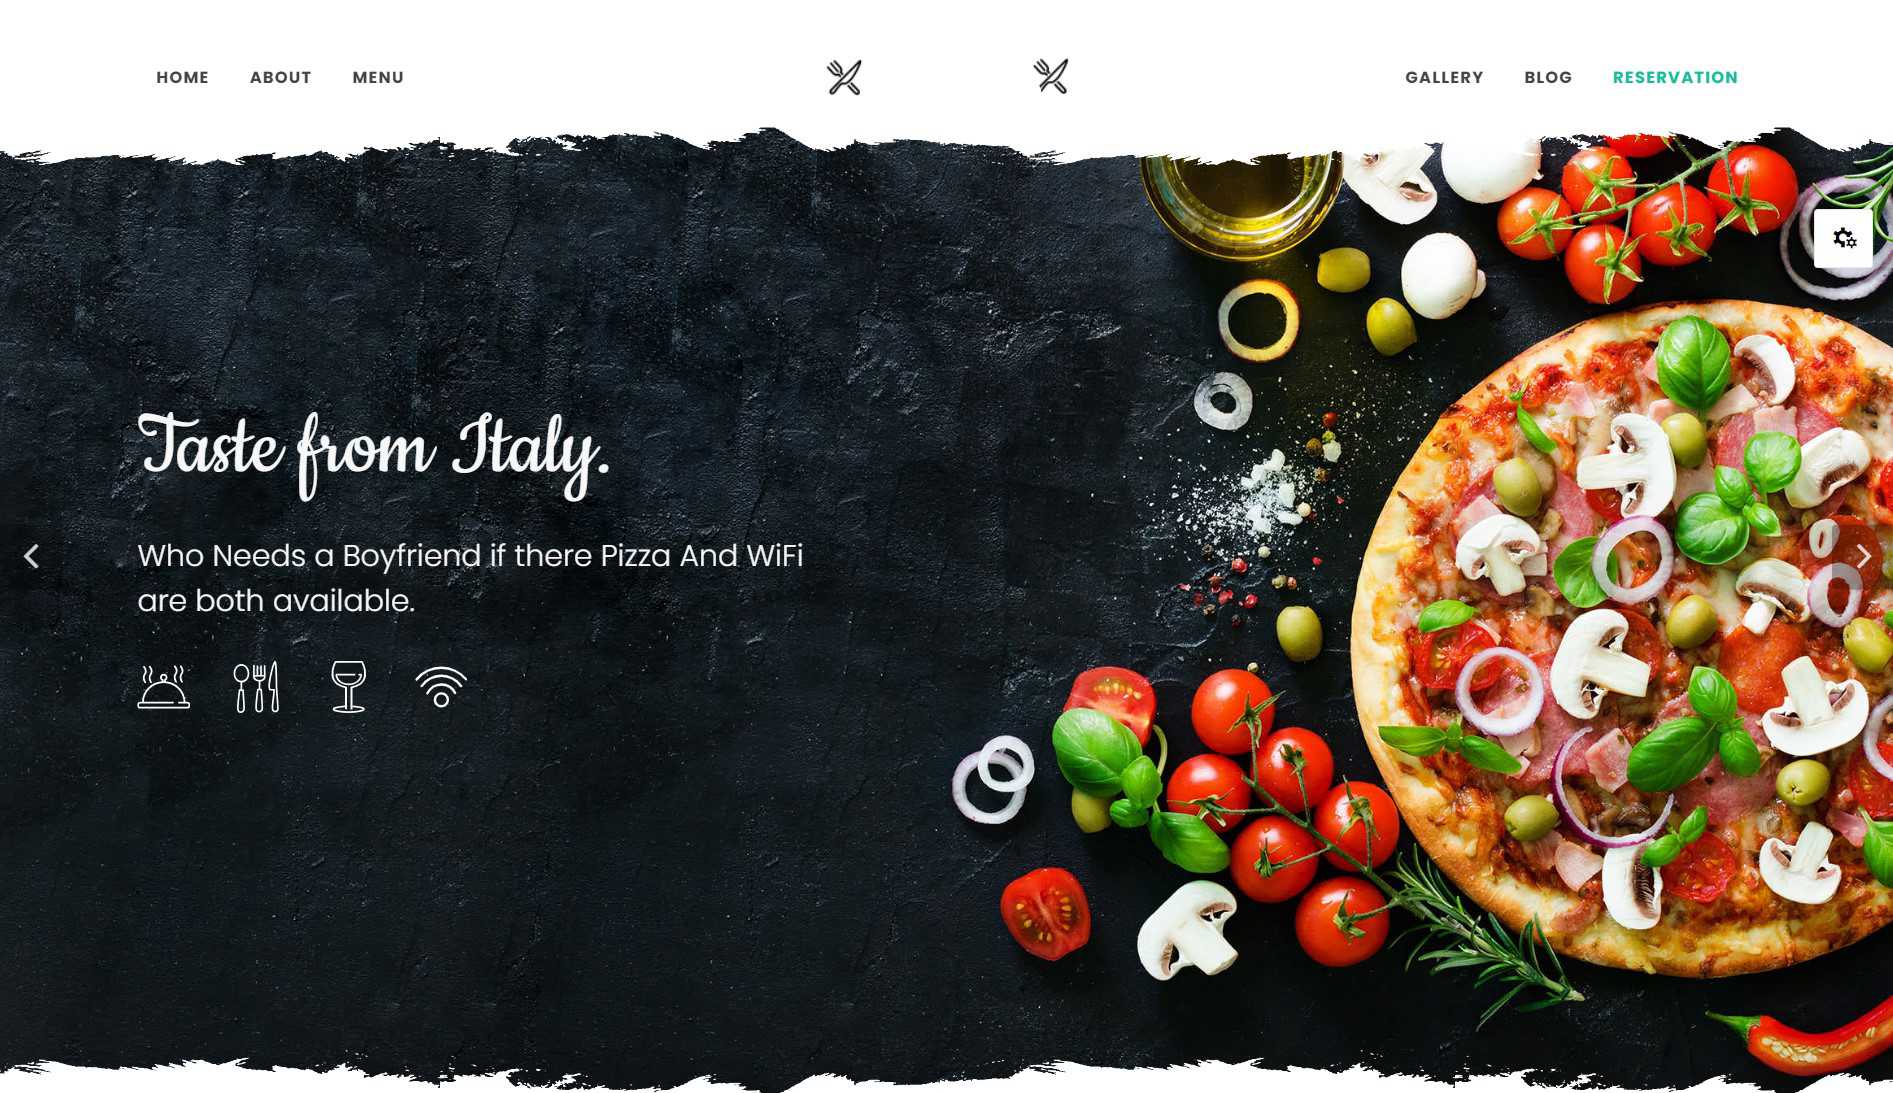 HOME ABOUT MENU GALLERY BLOG RESERVATION
Taste from Italy.
Who Needs a Boyfriend if there Pizza And WiFi
are both available.